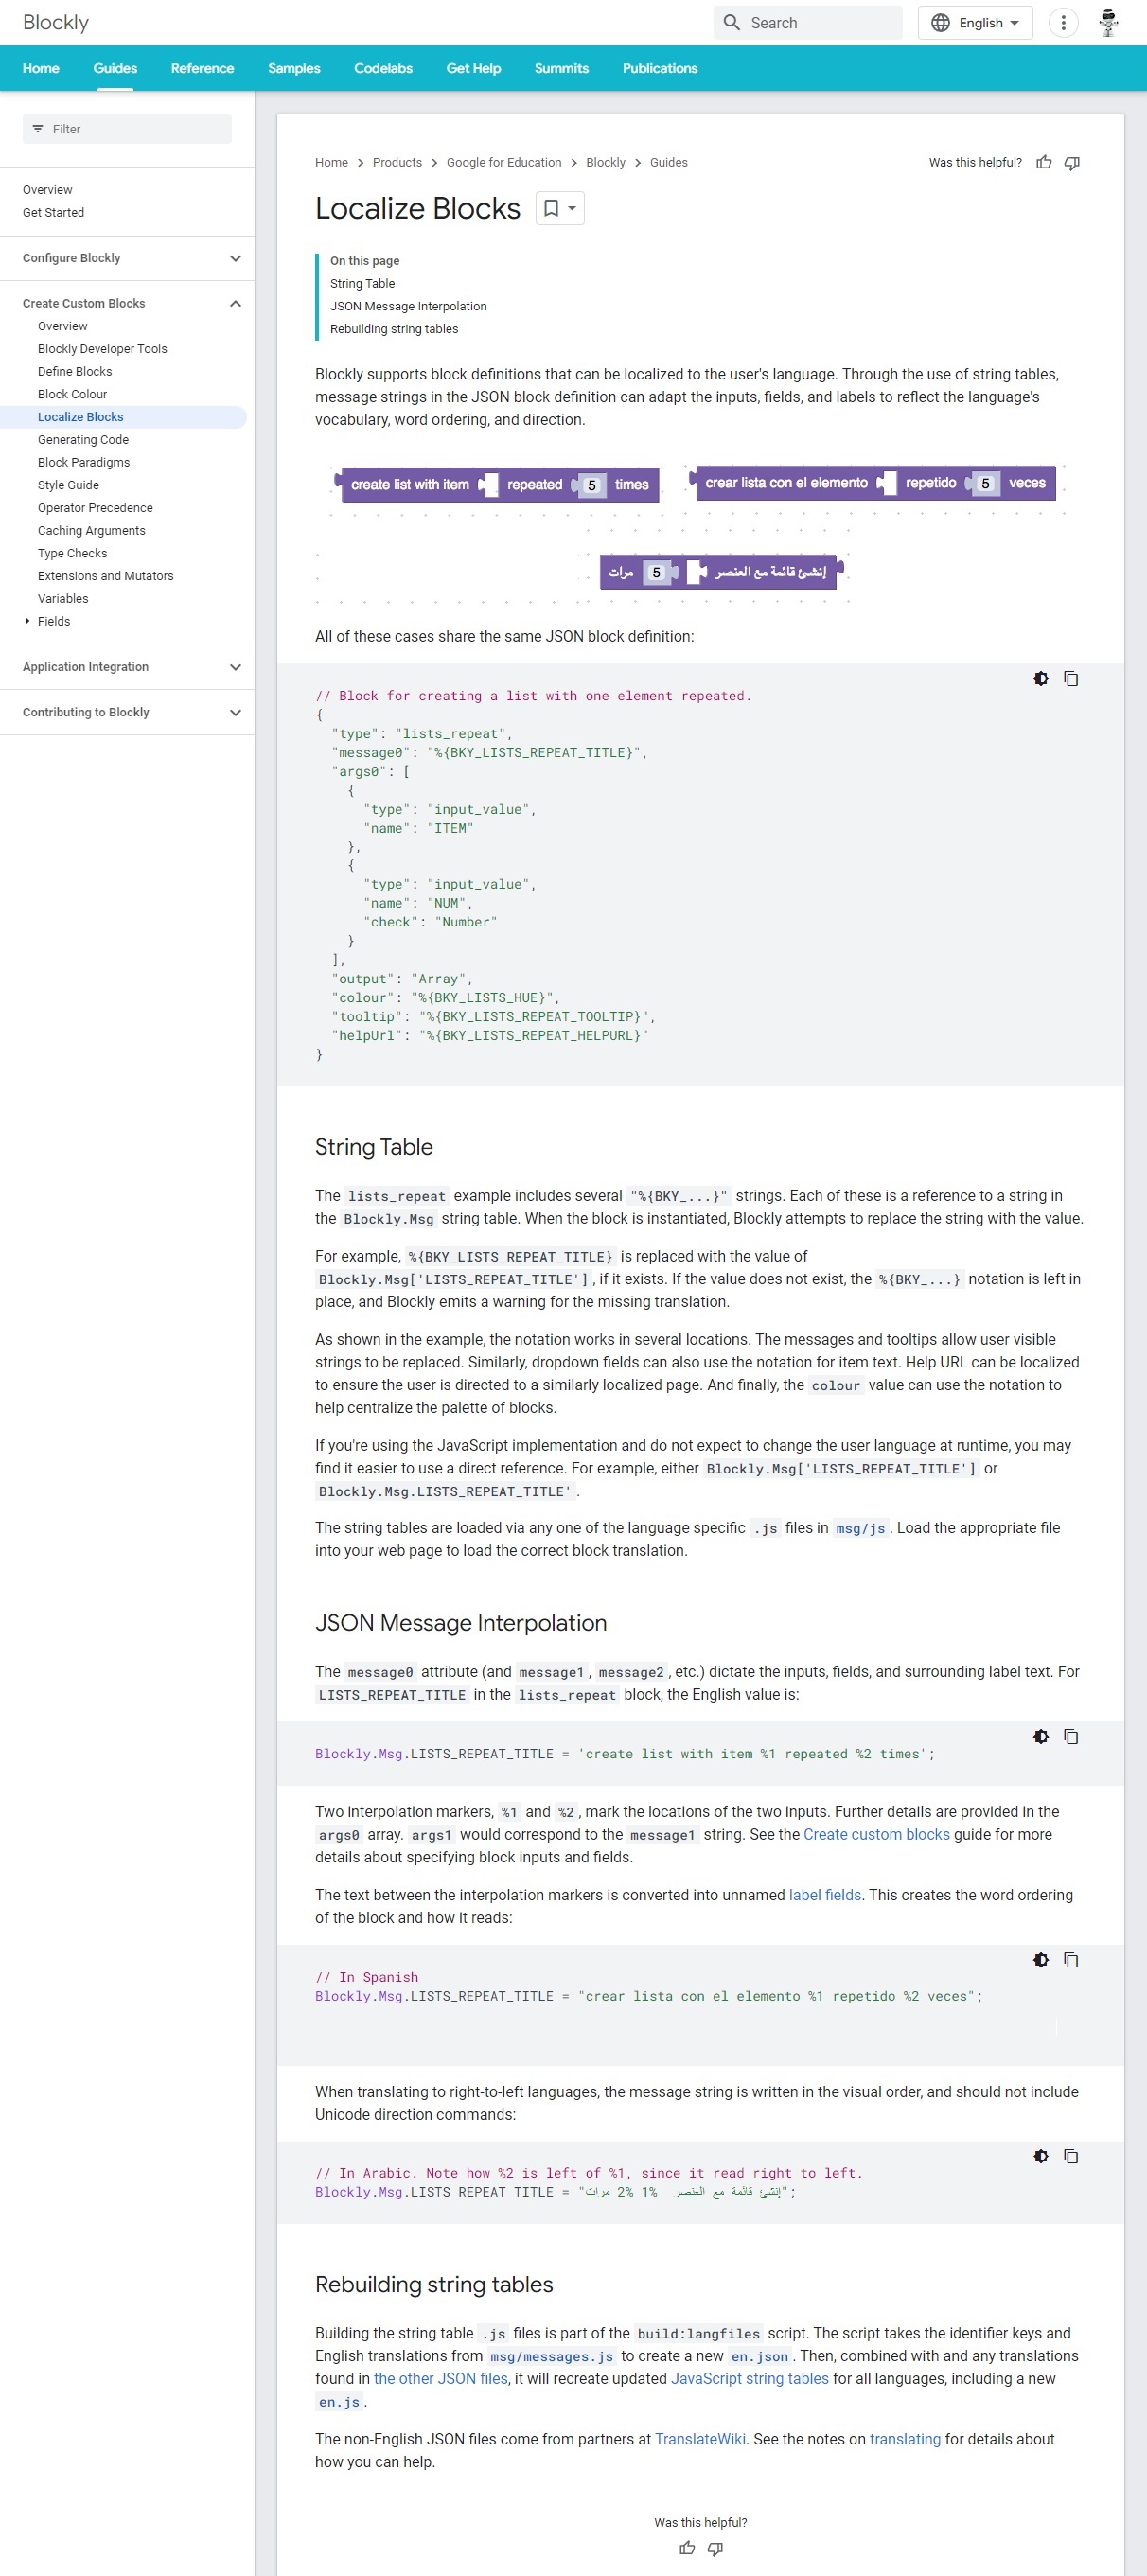 Blockly
Search
English
Home Guides Reference Samples Codelabs Get Help Summits Publications
Filter
Overview
Get Started
Configure Blockly
Create Custom Blocks
Overview
Blockly Developer Tools
Define Blocks
Block Colour
Localize Blocks
Generating Code
Block Paradigms
Style Guide
Operator Precedence
Caching Arguments
Type Checks
Extensions and Mutators
Variables
Fields
Application Integration
Contributing to Blockly
Home > Products > Google for Education > Blockly > Guides
Was this helpful?
Localize Blocks
On this page
String Table
JSON Message Interpolation
Rebuilding string tables
Blockly supports block definitions that can be localized to the user's language. Through the use of string tables,
message strings in the JSON block definition can adapt the inputs, fields, and labels to reflect the language's
vocabulary, word ordering, and direction.
create list with item repeated 5 times
crear lista con el elemento repetido 5 veces
إنشئ قائمة مع العنصر 5 مرات
All of these cases share the same JSON block definition:
// Block for creating a list with one element repeated.
{
"type": "lists_repeat",
"message0": "%{BKY_LISTS_REPEAT_TITLE}",
"args0": [
{
"type": "input_value",
"name": "ITEM"
},
{
"type": "input_value",
"name": "NUM",
"check": "Number"
}
],
"output": "Array",
"colour": "%{BKY_LISTS_HUE}",
"tooltip": "%{BKY_LISTS_REPEAT_TOOLTIP}",
"helpUrl": "%{BKY_LISTS_REPEAT_HELPURL}"
}
String Table
The lists_repeat example includes several "%{BKY_...}" strings. Each of these is a reference to a string in
the Blockly.Msg string table. When the block is instantiated, Blockly attempts to replace the string with the value.
For example, %{BKY_LISTS_REPEAT_TITLE} is replaced with the value of
Blockly.Msg['LISTS_REPEAT_TITLE'], if it exists. If the value does not exist, the %{BKY_...} notation is left in
place, and Blockly emits a warning for the missing translation.
As shown in the example, the notation works in several locations. The messages and tooltips allow user visible
strings to be replaced. Similarly, dropdown fields can also use the notation for item text. Help URL can be localized
to ensure the user is directed to a similarly localized page. And finally, the colour value can use the notation to
help centralize the palette of blocks.
If you're using the JavaScript implementation and do not expect to change the user language at runtime, you may
find it easier to use a direct reference. For example, either Blockly.Msg['LISTS_REPEAT_TITLE'] or
Blockly.Msg.LISTS_REPEAT_TITLE'.
The string tables are loaded via any one of the language specific .js files in msg/js. Load the appropriate file
into your web page to load the correct block translation.
JSON Message Interpolation
The message0 attribute (and message1, message2, etc.) dictate the inputs, fields, and surrounding label text. For
LISTS_REPEAT_TITLE in the lists_repeat block, the English value is:
Blockly.Msg.LISTS_REPEAT_TITLE = 'create list with item %1 repeated %2 times';
Two interpolation markers, %1 and %2, mark the locations of the two inputs. Further details are provided in the
args0 array. args1 would correspond to the message1 string. See the Create custom blocks guide for more
details about specifying block inputs and fields.
The text between the interpolation markers is converted into unnamed label fields. This creates the word ordering
of the block and how it reads:
// In Spanish
Blockly.Msg.LISTS_REPEAT_TITLE = "crear lista con el elemento %1 repetido %2 veces";
When translating to right-to-left languages, the message string is written in the visual order, and should not include
Unicode direction commands:
// In Arabic. Note how %2 is left of %1, since it read right to left.
Blockly.Msg.LISTS_REPEAT_TITLE = "إنشئ قائمة مع العنصر %1 %2 مرات";
Rebuilding string tables
Building the string table .js files is part of the build:langfiles script. The script takes the identifier keys and
English translations from msg/messages.js to create a new en.json. Then, combined with and any translations
found in the other JSON files, it will recreate updated JavaScript string tables for all languages, including a new
en.js.
The non-English JSON files come from partners at TranslateWiki. See the notes on translating for details about
how you can help.
Was this helpful?